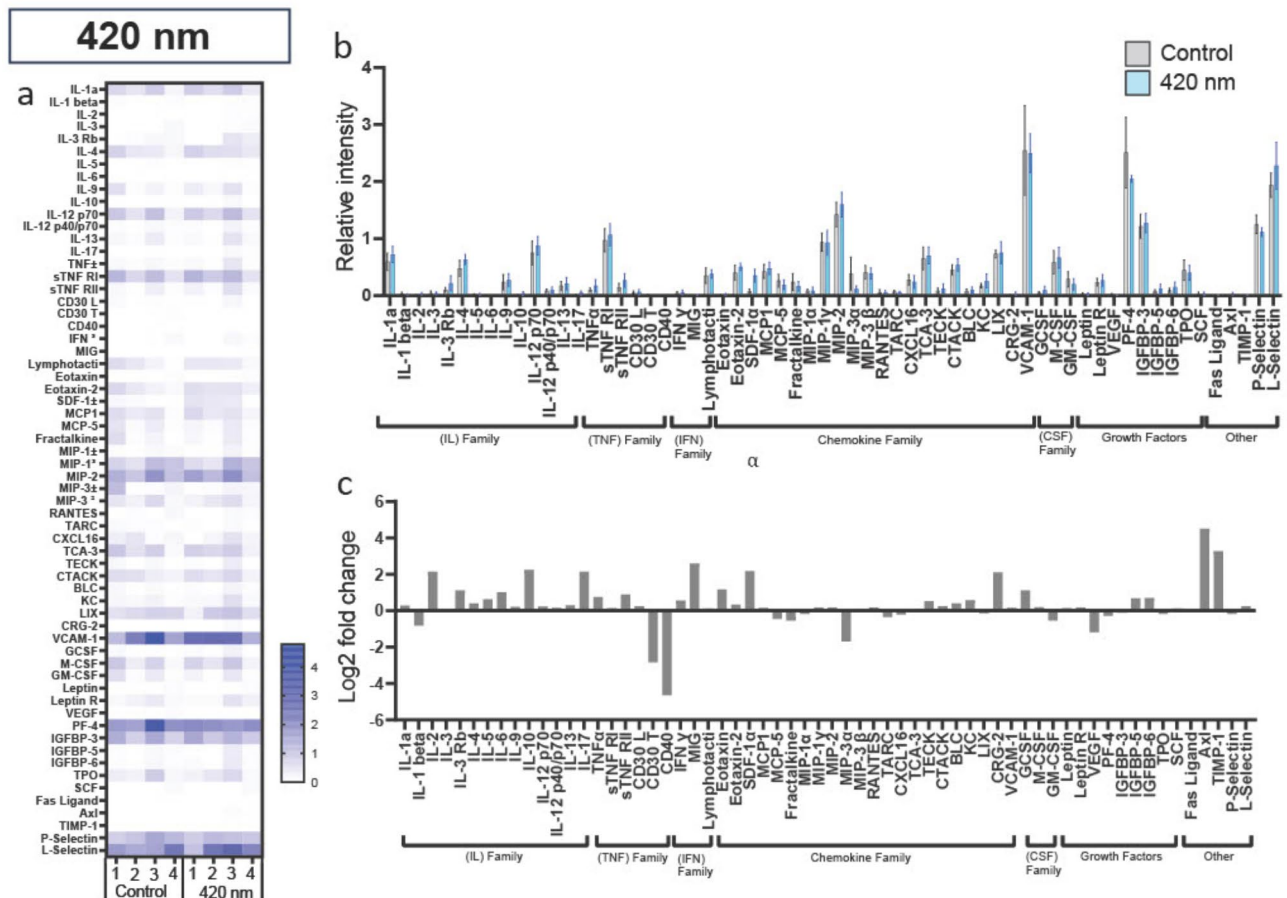 420 nm
a
IL-1a
IL-1 beta
IL-2
IL-3
IL-3 Rb
IL-4
IL-5
IL-6
IL-9
IL-10
IL-12 p70
IL-12 p40/p70
IL-13
IL-17
TNF±
sTNF RI
sTNF RII
CD30 L
CD30 T
CD40
IFN ³
MIG
Lymphotacti
Eotaxin
Eotaxin-2
SDF-1±
MCP1
MCP-5
Fractalkine
MIP-1±
MIP-1³
MIP-2
MIP-3±
MIP-3 ²
RANTES
TARC
CXCL16
TCA-3
TECK
CTACK
BLC
KC
LIX
CRG-2
VCAM-1
GCSF
M-CSF
GM-CSF
Leptin
Leptin R
VEGF
PF-4
IGFBP-3
IGFBP-5
IGFBP-6
TPO
SCF
Fas Ligand
Axl
TIMP-1
P-Selectin
L-Selectin
1 2 3 4 1 2 3 4
Control 420 nm
4
3
2
1
0
b
Control
420 nm
Relative intensity
4
3
2
1
0
IL-1a
IL-1 beta
IL-2
IL-3
IL-3 Rb
IL-4
IL-5
IL-6
IL-9
IL-10
IL-12 p70
IL-12 p40/p70
IL-13
IL-17
TNFα
sTNF RI
sTNF RII
CD30 L
CD30 T
CD40
IFN γ
MIG
Lymphotacti
Eotaxin
Eotaxin-2
SDF-1α
MCP1
MCP-5
Fractalkine
MIP-1α
MIP-1γ
MIP-2
MIP-3α
MIP-3 β
RANTES
TARC
CXCL16
TCA-3
TECK
CTACK
BLC
KC
LIX
CRG-2
VCAM-1
GCSF
M-CSF
GM-CSF
Leptin
Leptin R
VEGF
PF-4
IGFBP-3
IGFBP-5
IGFBP-6
TPO
SCF
Fas Ligand
Axl
TIMP-1
P-Selectin
L-Selectin
(IL) Family
(TNF) Family
(IFN) Family
Chemokine Family
(CSF) Family
Growth Factors
Other
α
c
Log2 fold change
6
4
2
0
-2
-4
-6
IL-1a
IL-1 beta
IL-2
IL-3
IL-3 Rb
IL-4
IL-5
IL-6
IL-9
IL-10
IL-12 p70
IL-12 p40/p70
IL-13
IL-17
TNFα
sTNF RI
sTNF RII
CD30 L
CD30 T
CD40
IFN γ
MIG
Lymphotacti
Eotaxin
Eotaxin-2
SDF-1α
MCP1
MCP-5
Fractalkine
MIP-1α
MIP-1γ
MIP-2
MIP-3α
MIP-3 β
RANTES
TARC
CXCL16
TCA-3
TECK
CTACK
BLC
KC
LIX
CRG-2
VCAM-1
GCSF
M-CSF
GM-CSF
Leptin
Leptin R
VEGF
PF-4
IGFBP-3
IGFBP-5
IGFBP-6
TPO
SCF
Fas Ligand
Axl
TIMP-1
P-Selectin
L-Selectin
(IL) Family
(TNF) Family
(IFN) Family
Chemokine Family
(CSF) Family
Growth Factors
Other